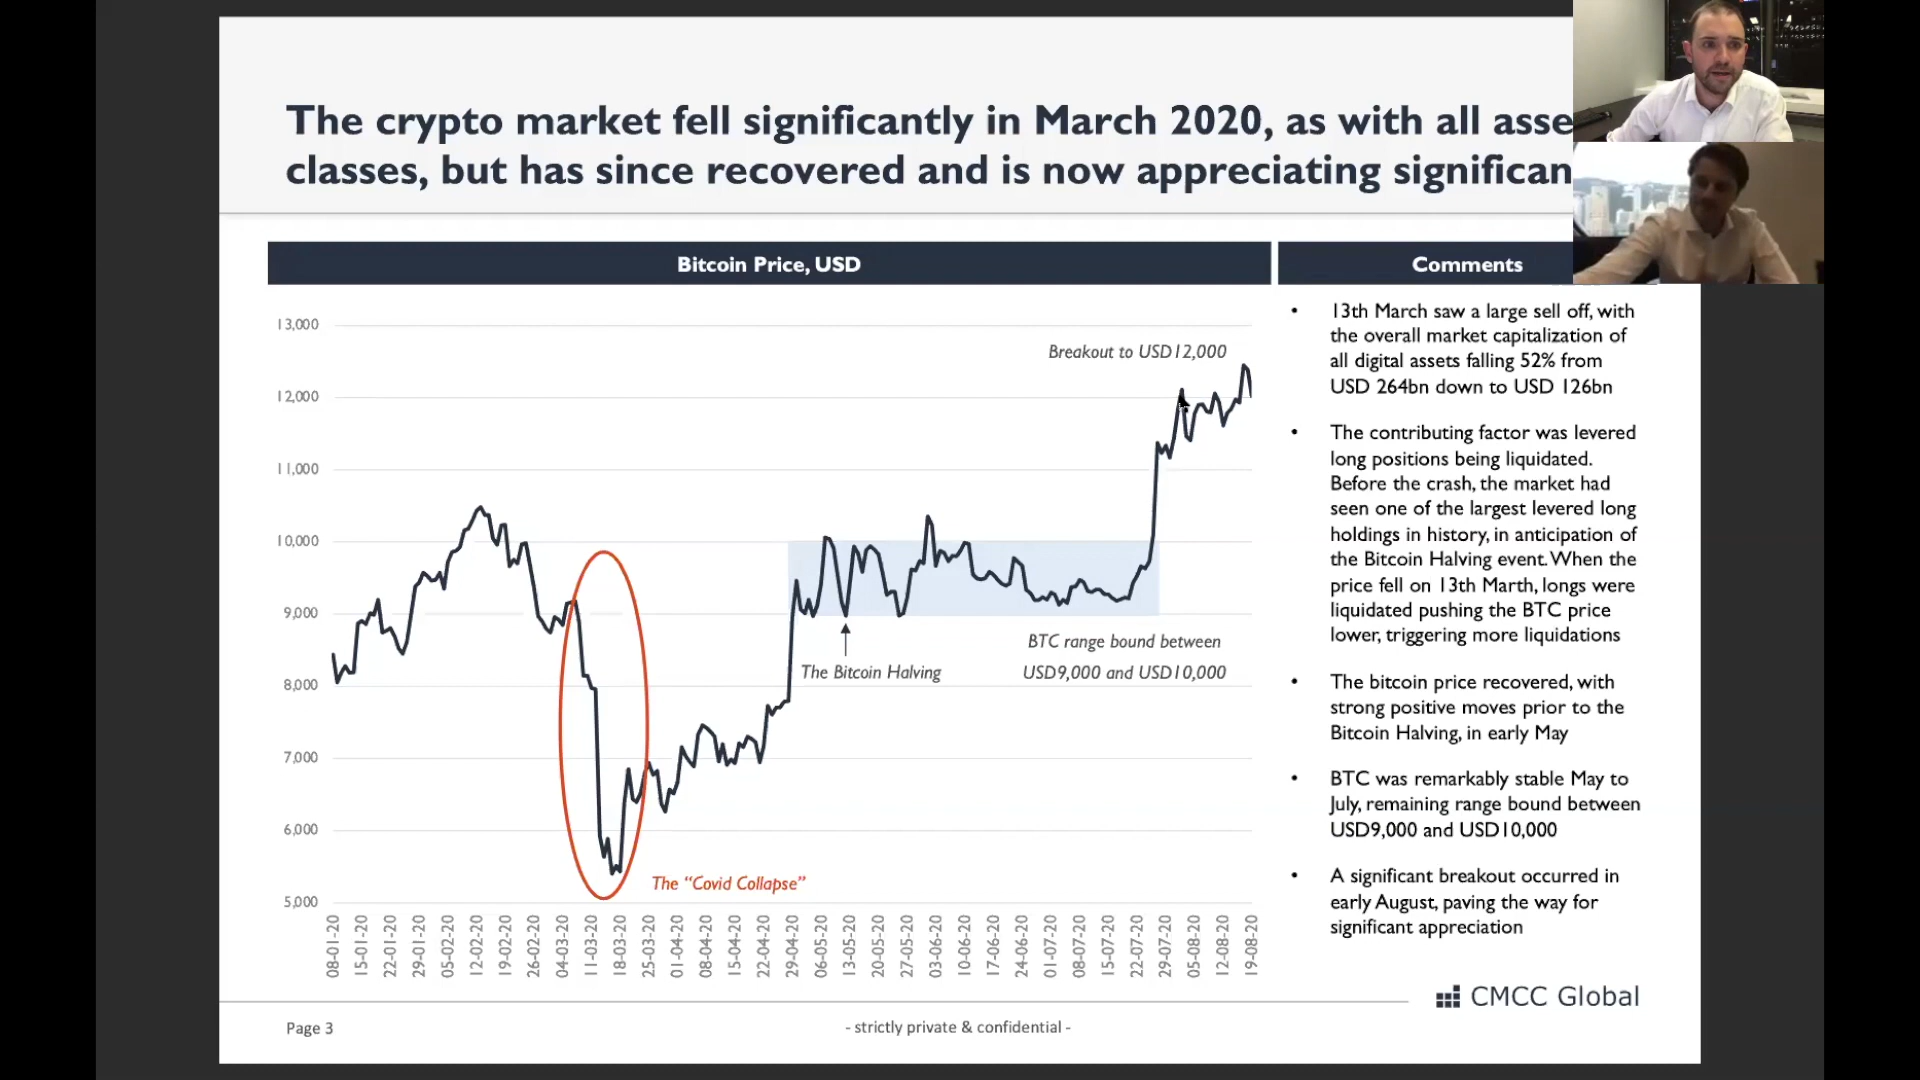 The crypto market fell significantly in March 2020, as with all asse
classes, but has since recovered and is now appreciating significan
Bitcoin Price, USD
Comments
13,000
12,000
11,000
10,000
9,000
8,000
7,000
6,000
5,000
Breakout to USD12,000
BTC range bound between
USD9,000 and USD10,000
The Bitcoin Halving
The “Covid Collapse”
08-01-20
15-01-20
22-01-20
29-01-20
05-02-20
12-02-20
19-02-20
26-02-20
04-03-20
11-03-20
18-03-20
25-03-20
01-04-20
08-04-20
15-04-20
22-04-20
29-04-20
06-05-20
13-05-20
20-05-20
27-05-20
03-06-20
10-06-20
17-06-20
24-06-20
01-07-20
08-07-20
15-07-20
22-07-20
29-07-20
05-08-20
12-08-20
19-08-20
• 13th March saw a large sell off, with
the overall market capitalization of
all digital assets falling 52% from
USD 264bn down to USD 126bn
• The contributing factor was levered
long positions being liquidated.
Before the crash, the market had
seen one of the largest levered long
holdings in history, in anticipation of
the Bitcoin Halving event. When the
price fell on 13th Marth, longs were
liquidated pushing the BTC price
lower, triggering more liquidations
• The bitcoin price recovered, with
strong positive moves prior to the
Bitcoin Halving, in early May
• BTC was remarkably stable May to
July, remaining range bound between
USD9,000 and USD10,000
• A significant breakout occurred in
early August, paving the way for
significant appreciation
CMCC Global
Page 3
- strictly private & confidential -